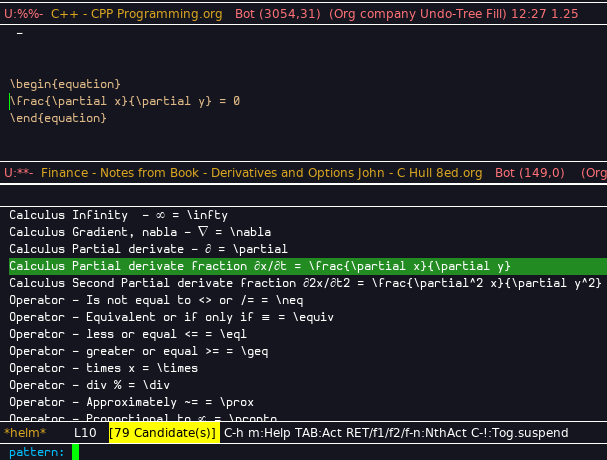 U:%%- C++ - CPP Programming.org Bot (3054,31) (Org company Undo-Tree Fill) 12:27 1.25
-
\begin{equation}
\frac{\partial x}{\partial y} = 0
\end{equation}
U:**- Finance - Notes from Book - Derivatives and Options John - C Hull 8ed.org Bot (149,0) (Org
Calculus Infinity - ∞ = \infty
Calculus Gradient, nabla - ∇ = \nabla
Calculus Partial derivate - ∂ = \partial
Calculus Partial derivate fraction ∂x/∂t = \frac{\partial x}{\partial y}
Calculus Second Partial derivate fraction ∂2x/∂t2 = \frac{\partial^2 x}{\partial y^2}
Operator - Is not equal to <> or /= = \neq
Operator - Equivalent or if only if ≡ = \equiv
Operator - less or equal <= = \eql
Operator - greater or equal >= = \geq
Operator - times x = \times
Operator - div % = \div
Operator - Approximately ~= = \prox
Operator - Proportional to ∝ = \propto
*helm* L10 [79 Candidate(s)] C-h m:Help TAB:Act RET/f1/f2/f-n:NthAct C-!:Tog.suspend
pattern: